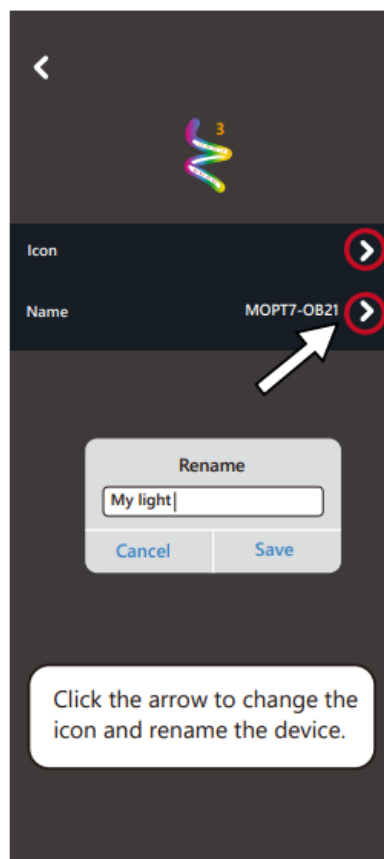 3
Icon
Name MOPT7-OB21
Rename
My light
Cancel Save
Click the arrow to change the
icon and rename the device.